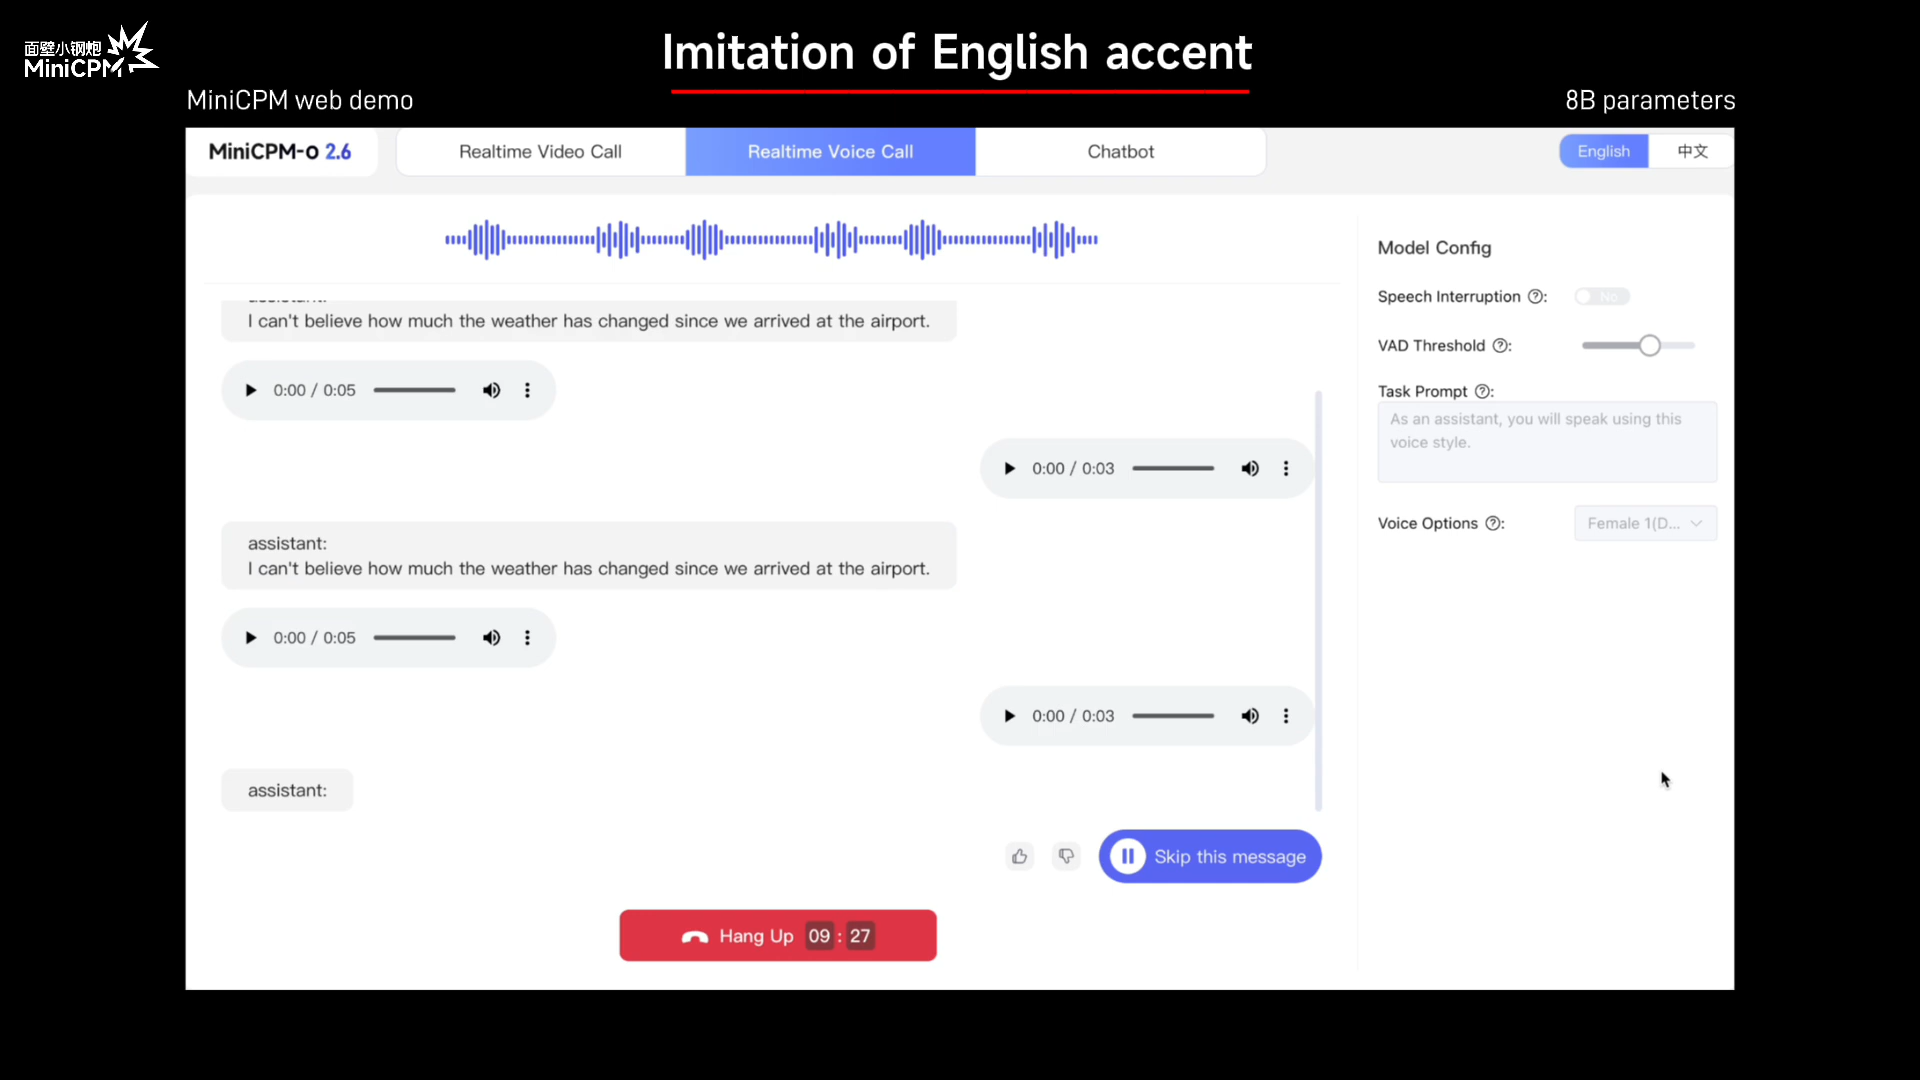 面壁小钢炮
MiniCPM
Imitation of English accent
MiniCPM web demo
8B parameters
MiniCPM-o 2.6
Realtime Video Call
Realtime Voice Call
Chatbot
English
中文
assistant:
I can't believe how much the weather has changed since we arrived at the airport.
0:00 / 0:05
0:00 / 0:03
assistant:
I can't believe how much the weather has changed since we arrived at the airport.
0:00 / 0:05
0:00 / 0:03
assistant:
Skip this message
Hang Up 09 : 27
Model Config
Speech Interruption ?:
No
VAD Threshold ?:
Task Prompt ?:
As an assistant, you will speak using this
voice style.
Voice Options ?:
Female 1(D...